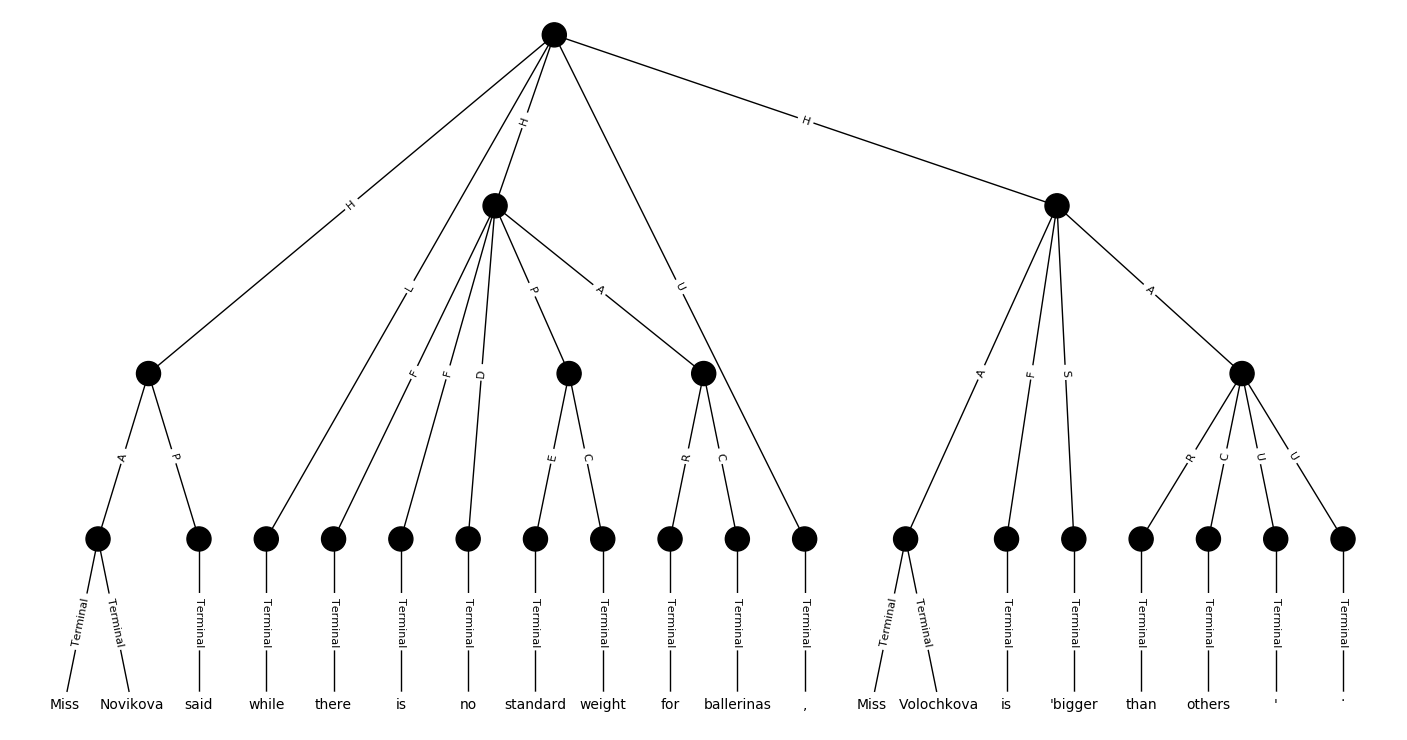 H
H
H
L
U
F
F
D
P
A
A
F
S
A
A
P
E
C
R
C
R
C
U
U
Terminal Terminal Terminal Terminal Terminal Terminal Terminal Terminal Terminal Terminal Terminal Terminal Terminal Terminal Terminal Terminal Terminal Terminal Terminal Terminal
Miss Novikova said while there is no standard weight for ballerinas , Miss Volochkova is 'bigger than others ' .